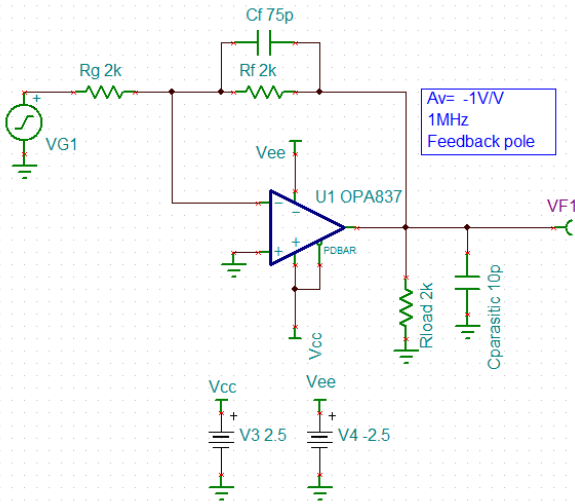 Cf 75p
Rg 2k
Rf 2k
Av= -1V/V
1MHz
Feedback pole
+
VG1
Vee
U1 OPA837
VF1
−
−
+
+
PDBAR
Rload 2k
Cparasitic 10p
Vcc
Vcc
Vee
+
+
V3 2.5
V4 -2.5